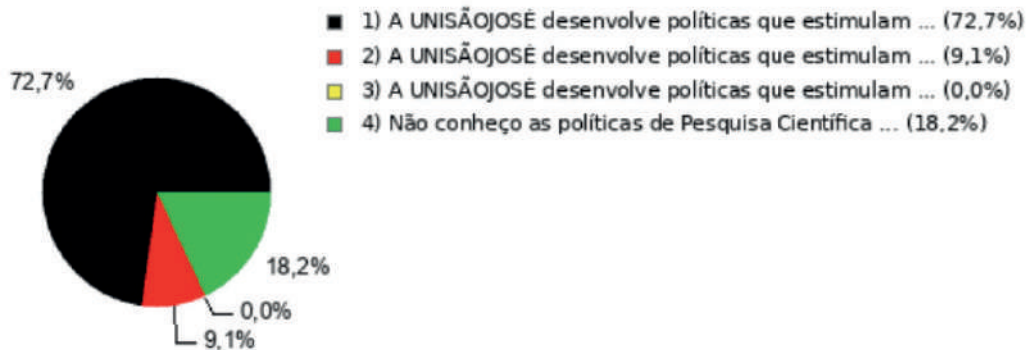 1) A UNISÃOJOSÉ desenvolve políticas que estimulam ... (72,7%)
2) A UNISÃOJOSÉ desenvolve políticas que estimulam ... (9,1%)
3) A UNISÃOJOSÉ desenvolve políticas que estimulam ... (0,0%)
4) Não conheço as políticas de Pesquisa Científica ... (18,2%)
72,7%
18,2%
0,0%
9,1%